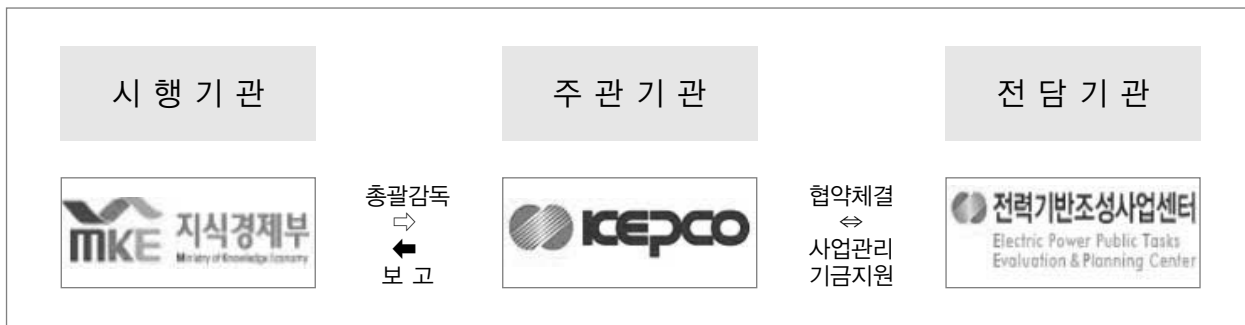 시 행 기 관
주 관 기 관
전 담 기 관
MKE 지식경제부
Ministry of Knowledge Economy
총괄감독
⇨
⬅
보 고
KEPCO
협약체결
⇔
사업관리
기금지원
전력기반조성사업센터
Electric Power Public Tasks
Evaluation & Planning Center